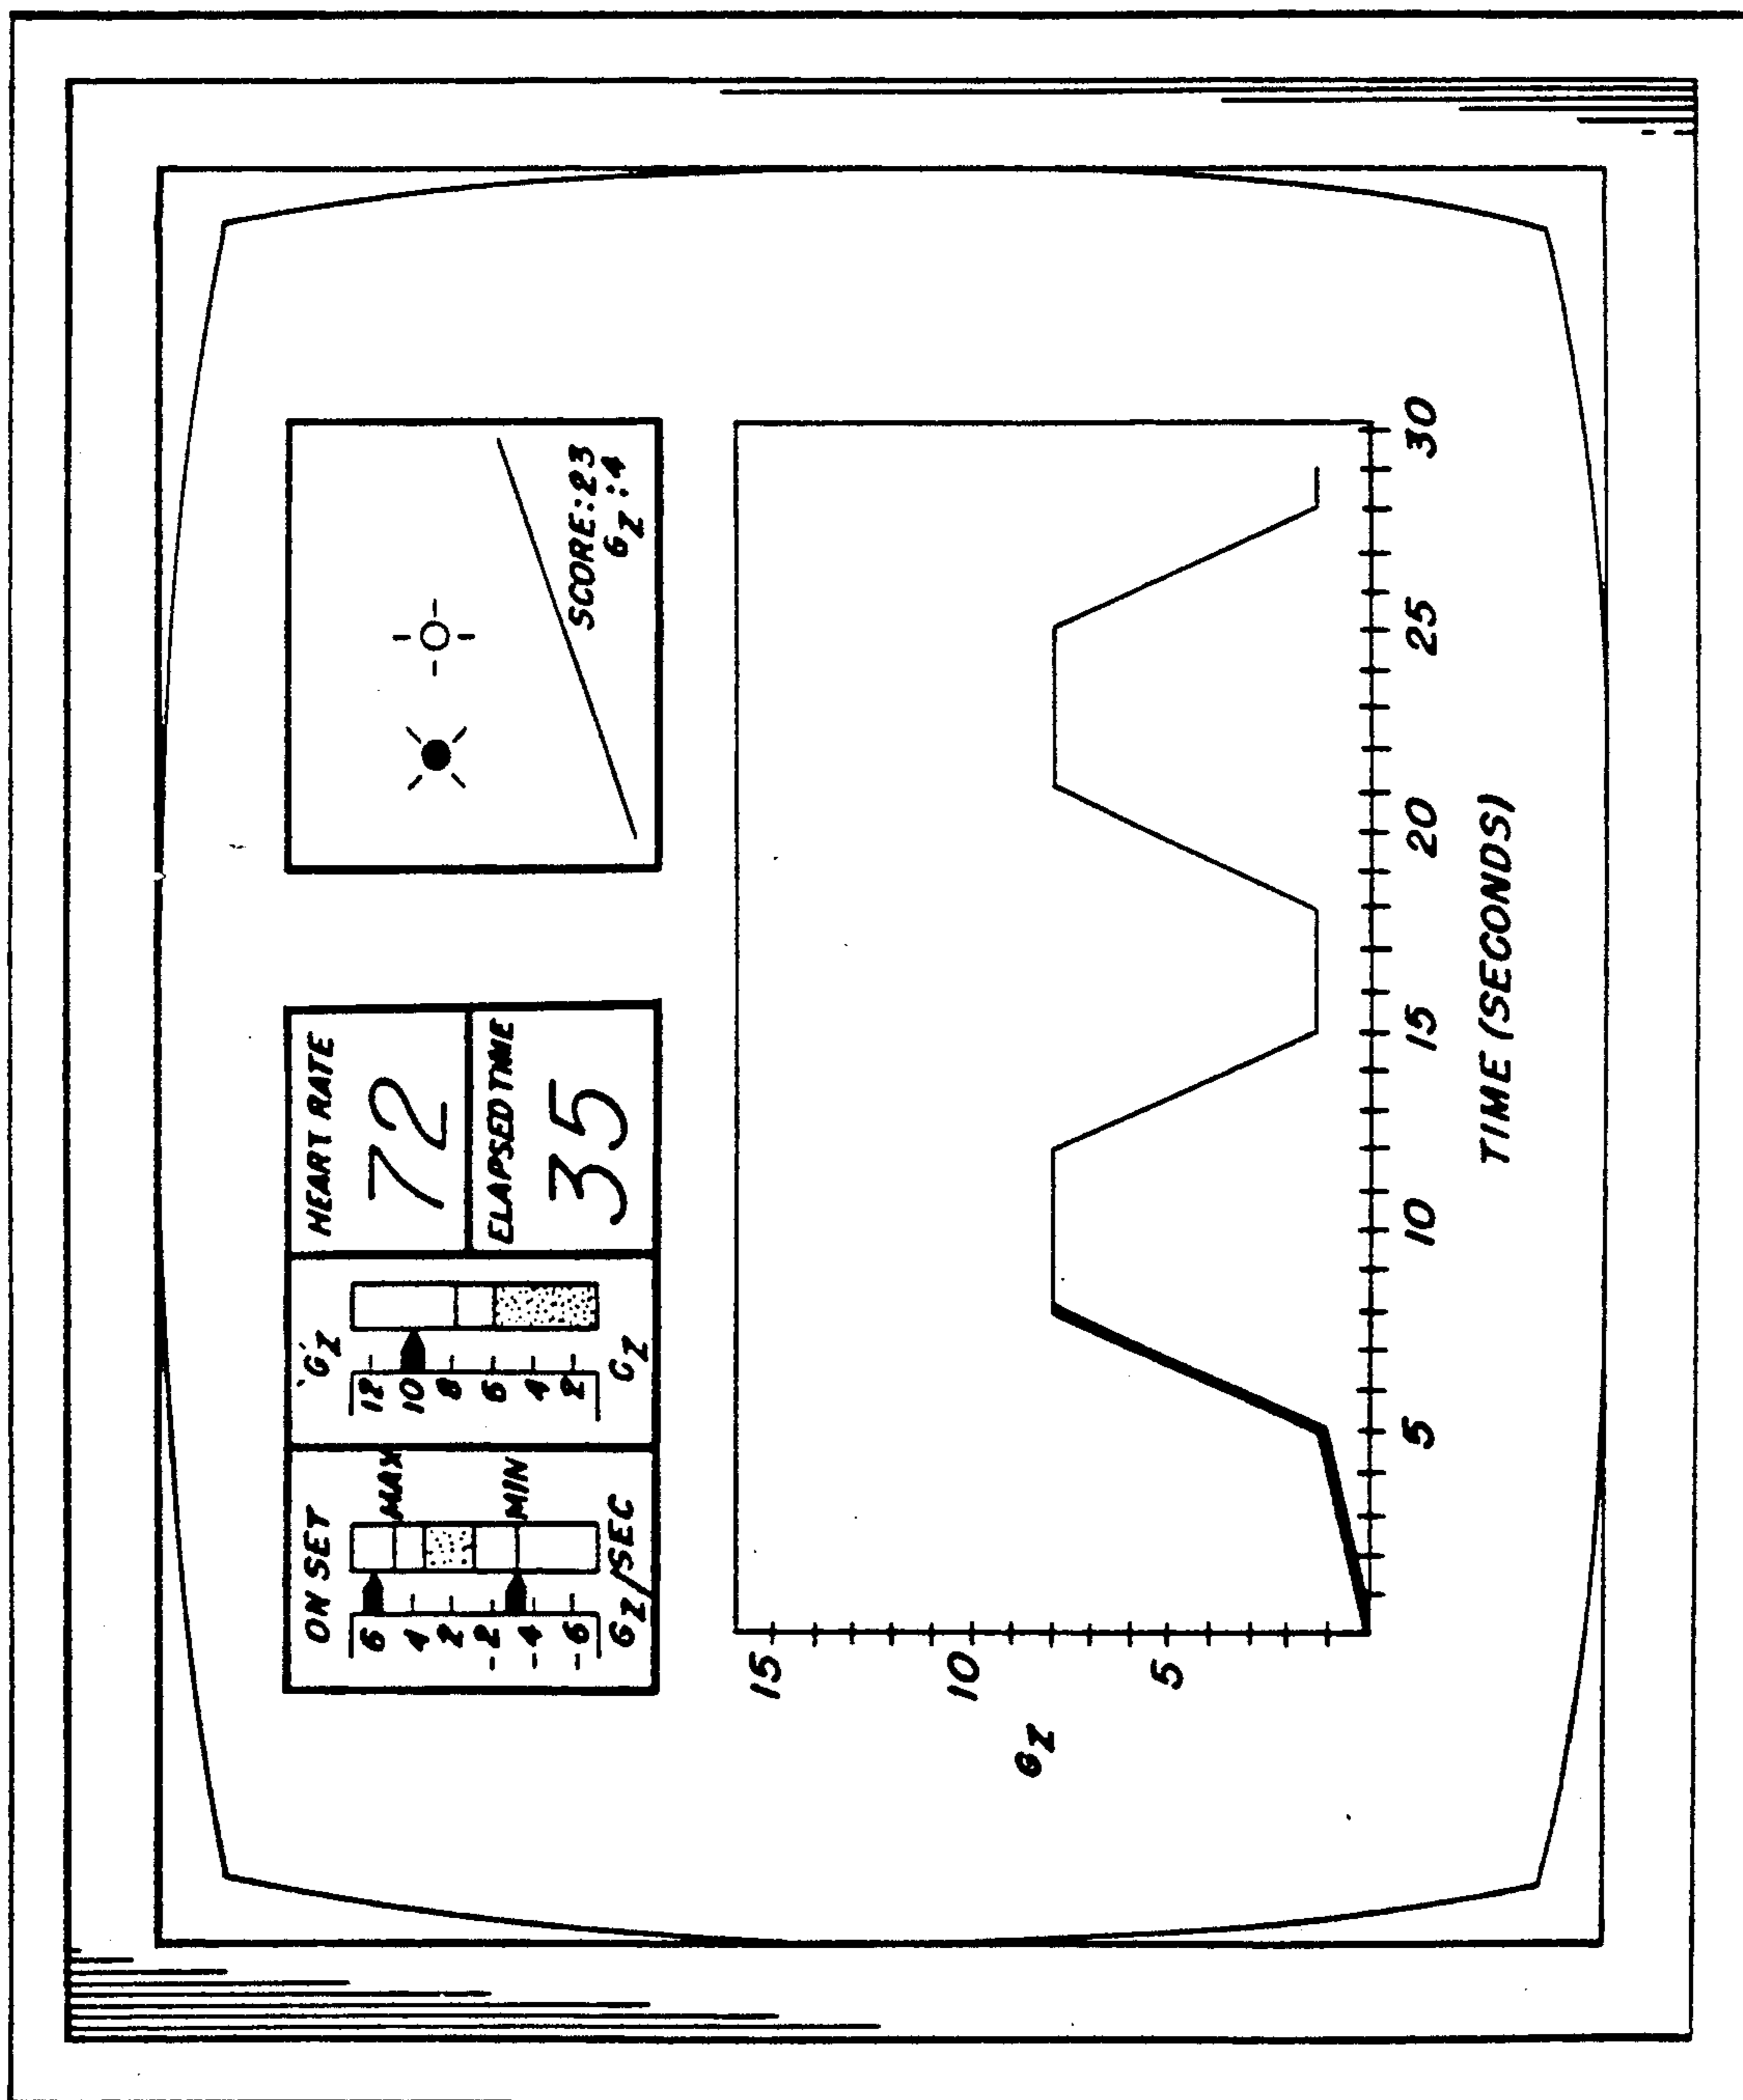 ON SET
6
4
2
-2
-4
-6
MAX
MIN
GZ/SEC
'G'Z
12
10
8
6
4
2
GZ
HEART RATE
72
ELAPSED TIME
35
SCORE:23
GZ:4
GZ
15
10
5
5 10 15 20 25 30
TIME (SECONDS)